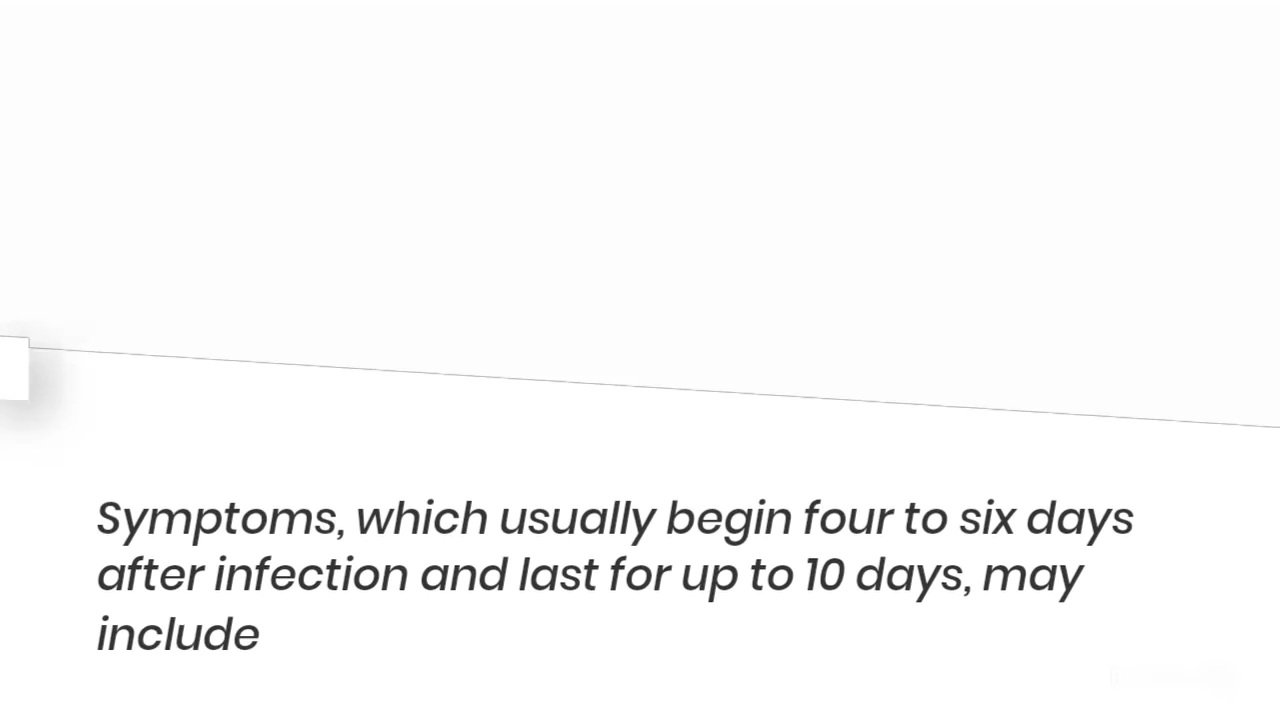 Symptoms, which usually begin four to six days
after infection and last for up to 10 days, may
include